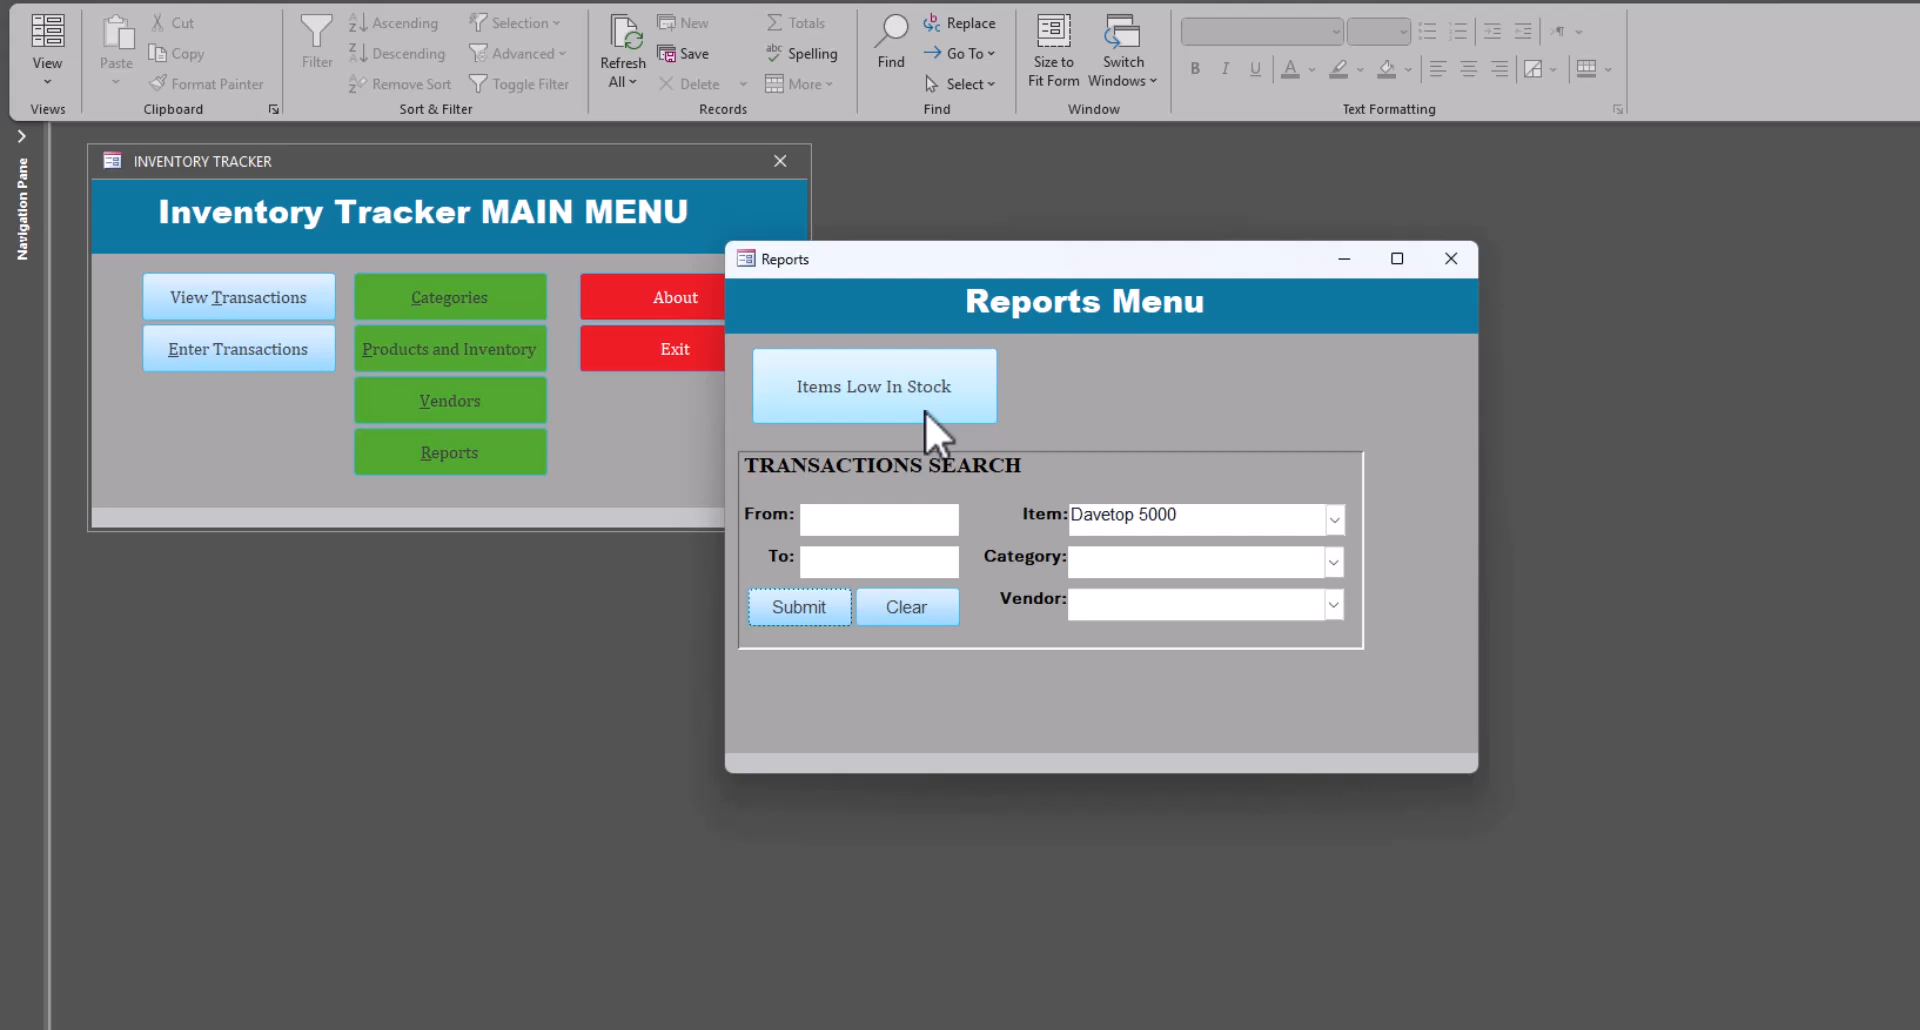 View
Views
Paste
Cut
Copy
Format Painter
Clipboard
Filter
Ascending
Descending
Remove Sort
Selection
Advanced
Toggle Filter
Sort & Filter
Refresh
All
New
Save
Delete
Totals
Spelling
More
Records
Find
Replace
Go To
Select
Find
Size to
Fit Form
Switch
Windows
Window
B I U A
Text Formatting
Navigation Pane
INVENTORY TRACKER
Inventory Tracker MAIN MENU
View Transactions
Categories
About
Enter Transactions
Products and Inventory
Exit
Vendors
Reports
Reports
Reports Menu
Items Low In Stock
TRANSACTIONS SEARCH
From:
Item: Davetop 5000
To:
Category:
Submit
Clear
Vendor: